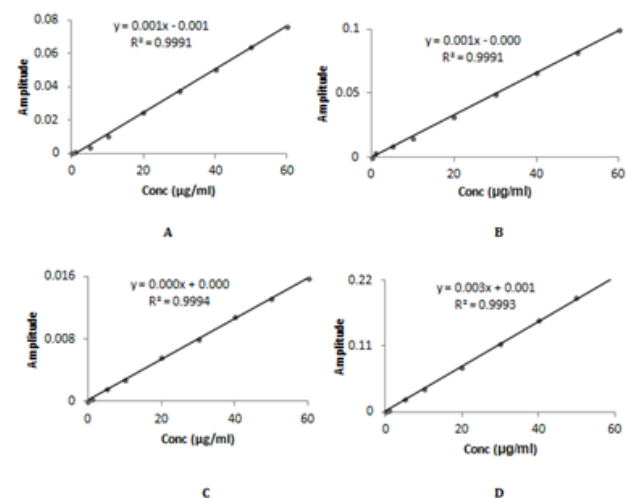 0.08
0.06
0.04
0.02
0
Amplitude
y = 0.001x - 0.001
R² = 0.9991
0 20 40 60
Conc (µg/ml)
A
0.1
0.05
0
Amplitude
y = 0.001x - 0.000
R² = 0.9991
0 20 40 60
Conc (µg/ml)
B
0.016
0.008
0
Amplitude
y = 0.000x + 0.000
R² = 0.9994
0 20 40 60
Conc (µg/ml)
C
0.22
0.11
0
Amplitude
y = 0.003x + 0.001
R² = 0.9993
0 20 40 60
Conc (µg/ml)
D